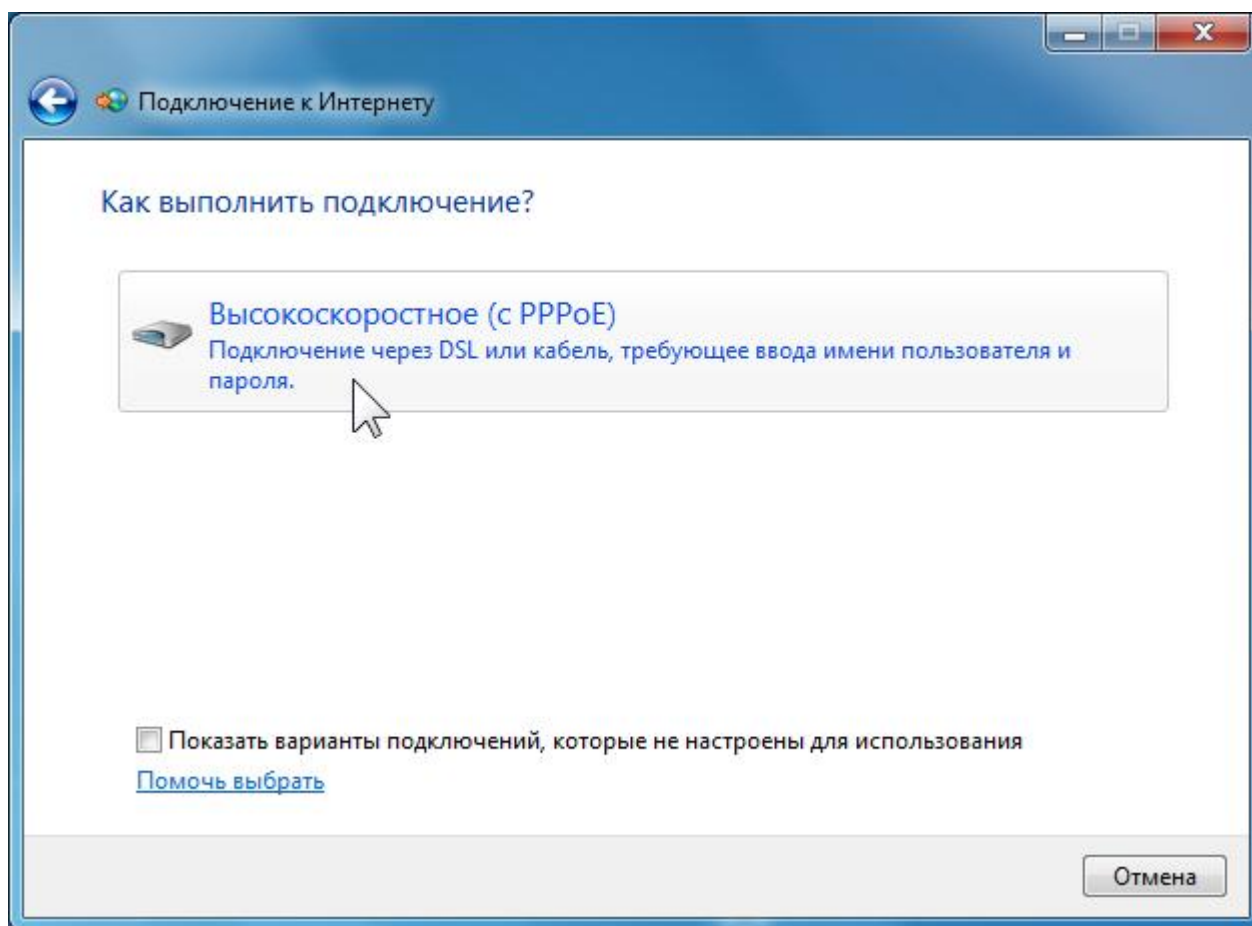 Подключение к Интернету
Как выполнить подключение?
Высокоскоростное (с PPPoE)
Подключение через DSL или кабель, требующее ввода имени пользователя и
пароля.
Показать варианты подключений, которые не настроены для использования
Помочь выбрать
Отмена